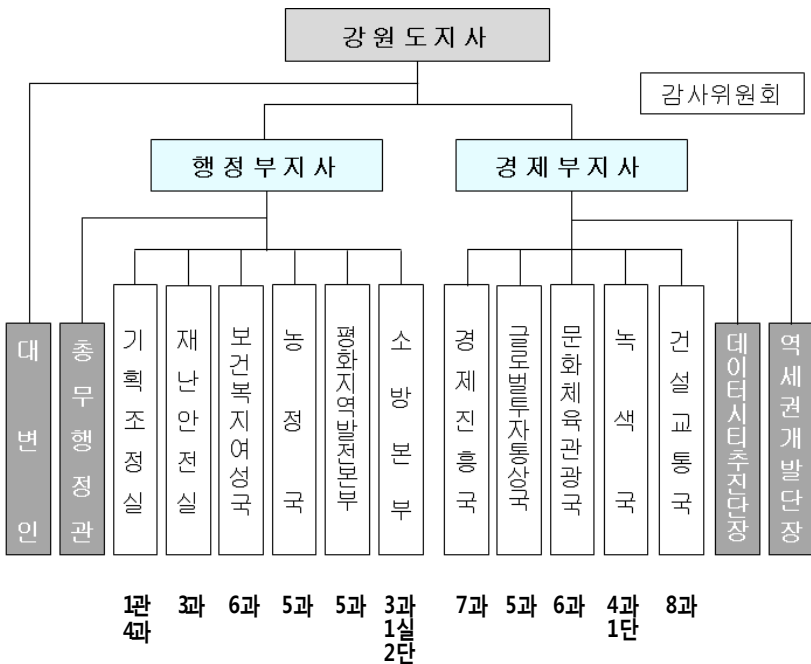 강원도지사
감사위원회
행정부지사
경제부지사
대변인
총무행정관
기획조정실
재난안전실
보건복지여성국
농정국
평화지역발전본부
소방본부
경제진흥국
글로벌투자통상국
문화체육관광국
녹색국
건설교통국
데이터시티추진단장
역세권개발단장
1관
4과
3과
6과
5과
5과
3과
1실
2단
7과
5과
6과
4과
1단
8과